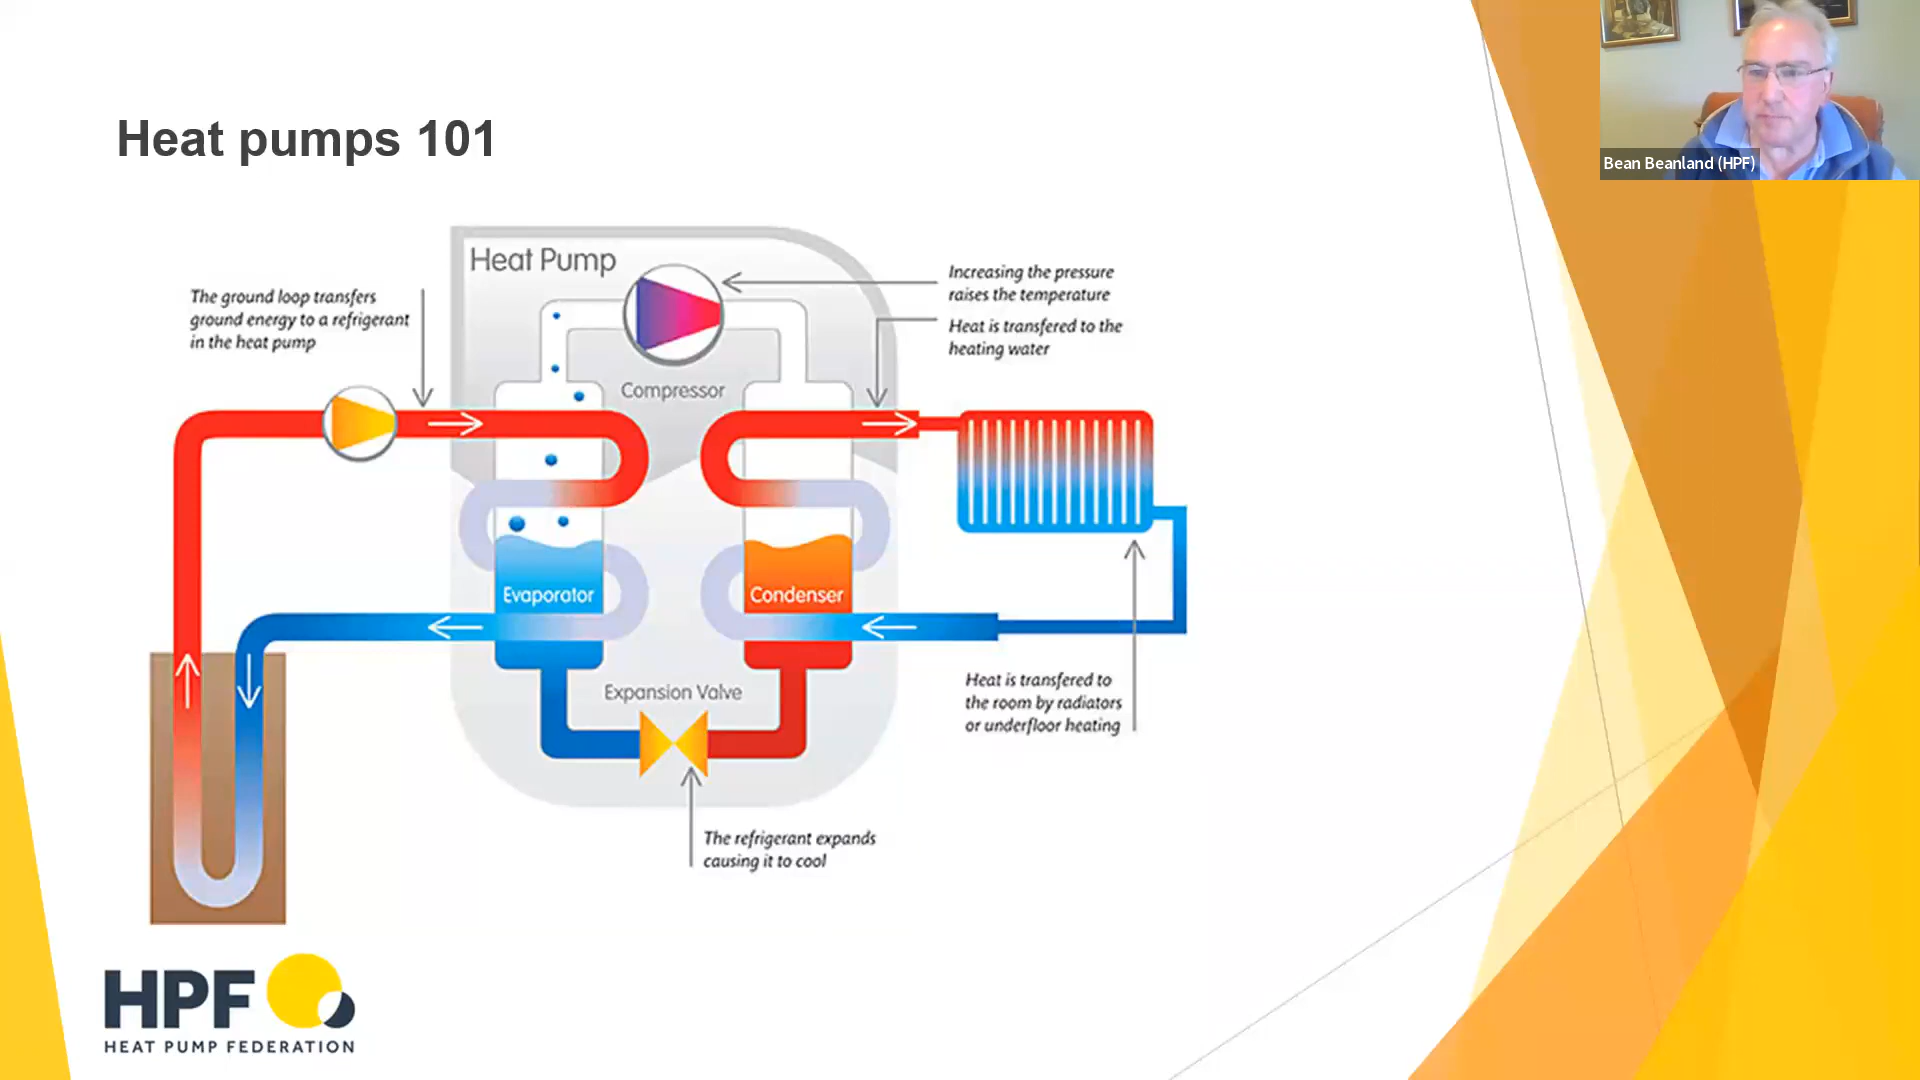 Bean Beanland (HPF)
Heat pumps 101
Heat Pump
The ground loop transfers
ground energy to a refrigerant
in the heat pump
Increasing the pressure
raises the temperature
Heat is transfered to the
heating water
Compressor
Evaporator
Condenser
Expansion Valve
Heat is transfered to
the room by radiators
or underfloor heating
The refrigerant expands
causing it to cool
HPF
HEAT PUMP FEDERATION